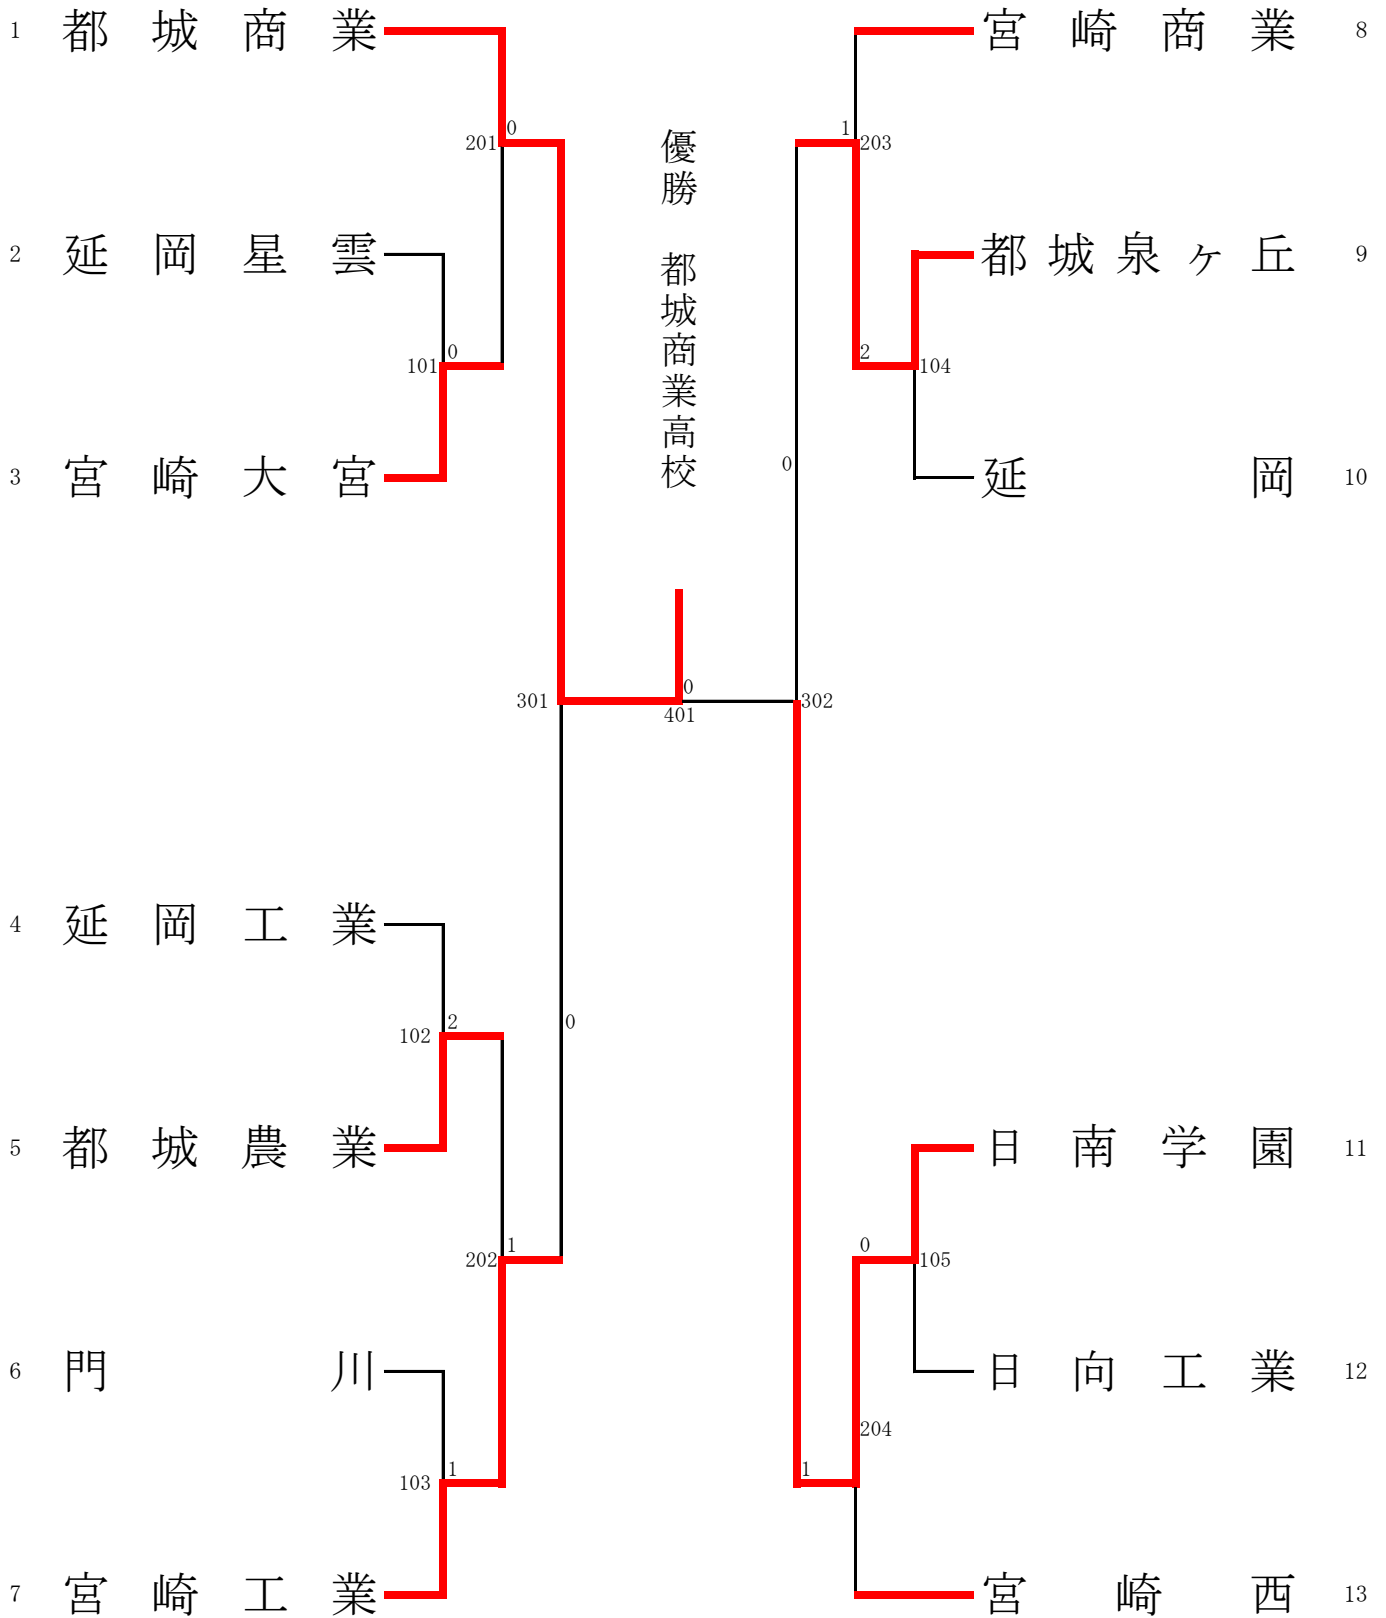 1 都城商業
201 0
2 延岡星雲
101 0
3 宮崎大宮
301
4 延岡工業
102 2
0
5 都城農業
202 1
6 門川
103 1
7 宮崎工業
優勝 都城商業高校
0
401
宮崎商業 8
1 203
都城泉ヶ丘 9
2 104
0
延岡 10
302
日南学園 11
0 105
日向工業 12
204
1
宮崎西 13